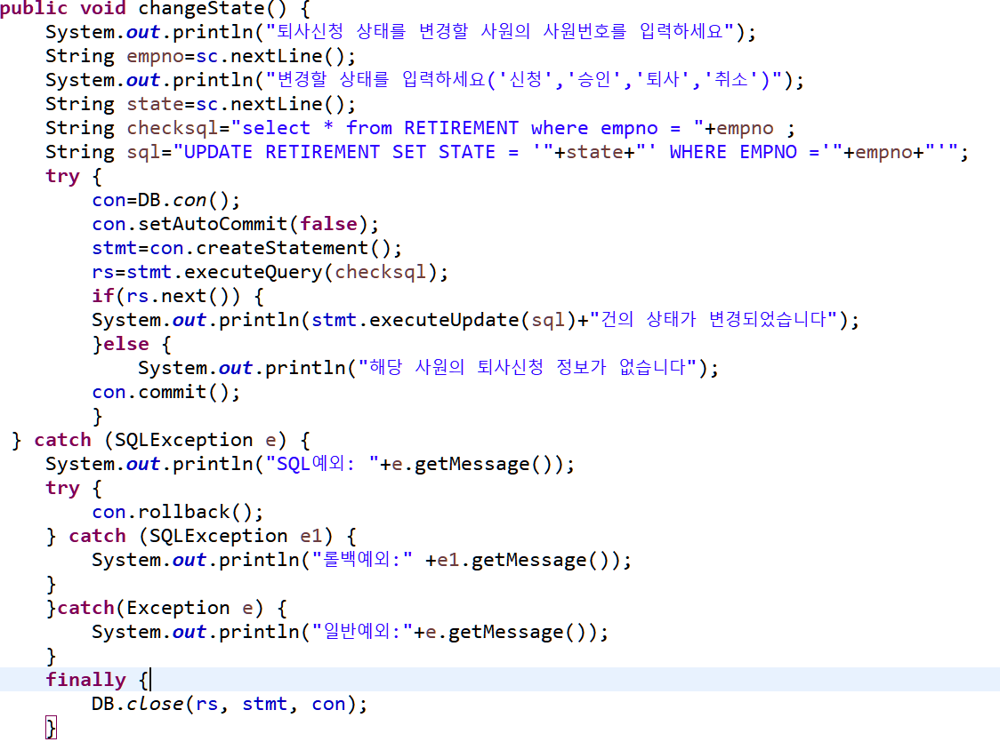 public void changeState() {
System.out.println("퇴사신청 상태를 변경할 사원의 사원번호를 입력하세요");
String empno=sc.nextLine();
System.out.println("변경할 상태를 입력하세요('신청','승인','퇴사','취소')");
String state=sc.nextLine();
String checksql="select * from RETIREMENT where empno = "+empno ;
String sql="UPDATE RETIREMENT SET STATE = '"+state+"' WHERE EMPNO ='"+empno+"'";
try {
con=DB.con();
con.setAutoCommit(false);
stmt=con.createStatement();
rs=stmt.executeQuery(checksql);
if(rs.next()) {
System.out.println(stmt.executeUpdate(sql)+"건의 상태가 변경되었습니다");
}else {
System.out.println("해당 사원의 퇴사신청 정보가 없습니다");
con.commit();
}
} catch (SQLException e) {
System.out.println("SQL예외: "+e.getMessage());
try {
con.rollback();
} catch (SQLException e1) {
System.out.println("롤백예외:" +e1.getMessage());
}
}catch(Exception e) {
System.out.println("일반예외:"+e.getMessage());
}
finally {
DB.close(rs, stmt, con);
}